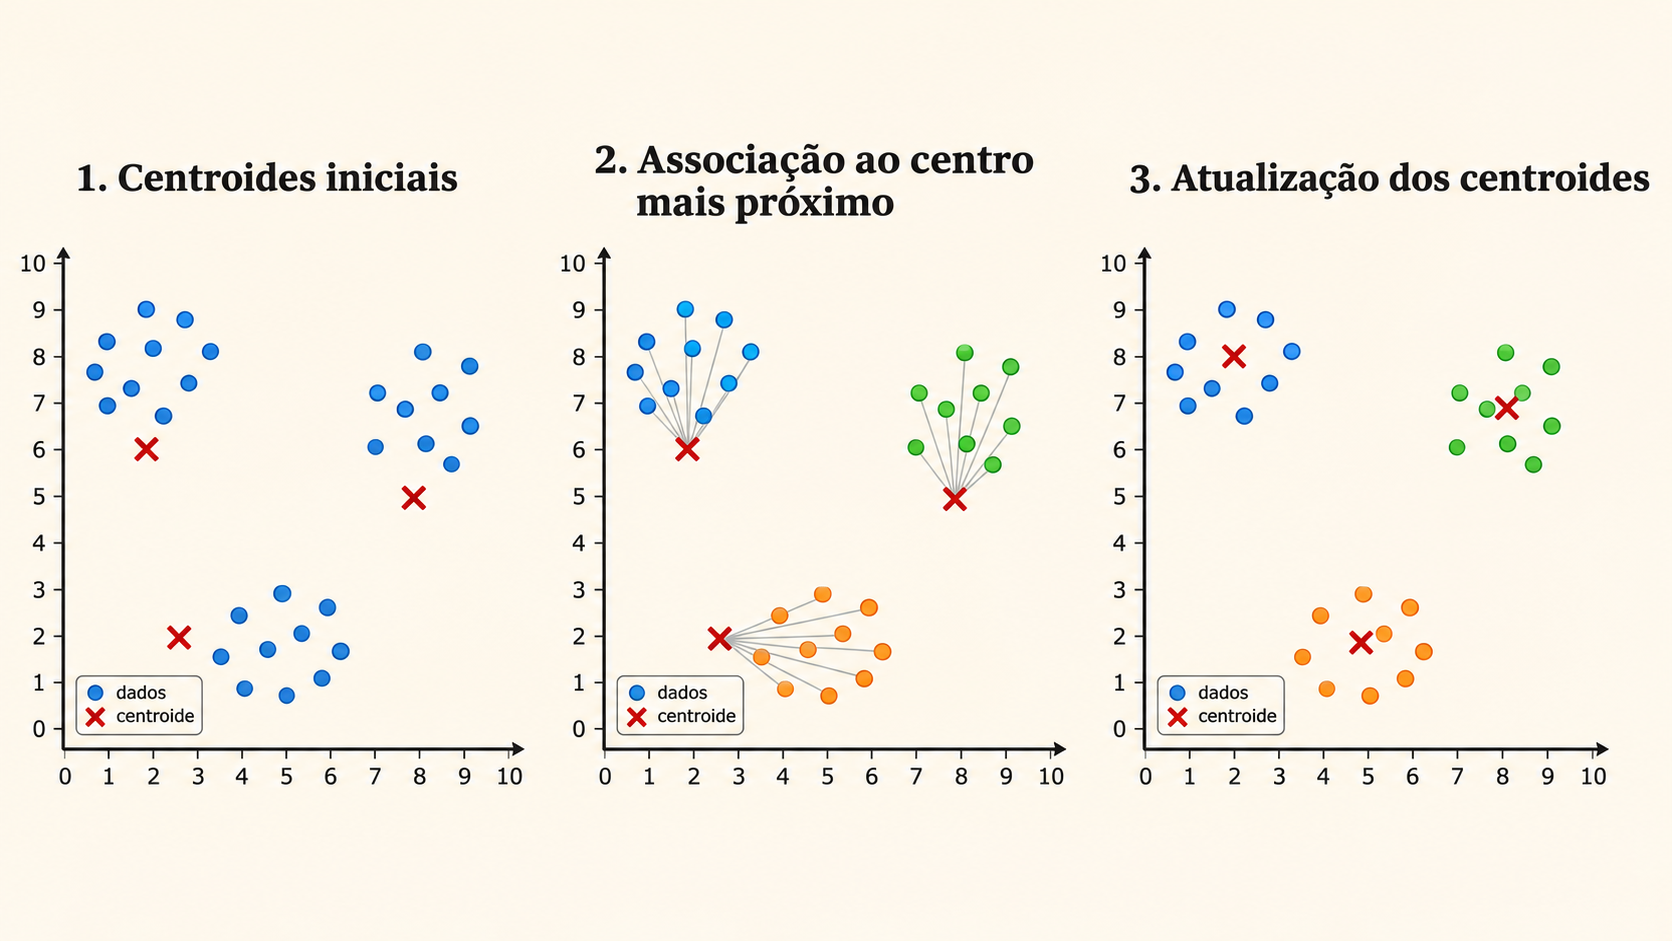 1. Centroides iniciais
10
9
8
7
6
5
4
3
2
1
0
dados
centroide
0 1 2 3 4 5 6 7 8 9 10
2. Associação ao centro
mais próximo
10
9
8
7
6
5
4
3
2
1
0
dados
centroide
0 1 2 3 4 5 6 7 8 9 10
3. Atualização dos centroides
10
9
8
7
6
5
4
3
2
1
0
dados
centroide
0 1 2 3 4 5 6 7 8 9 10